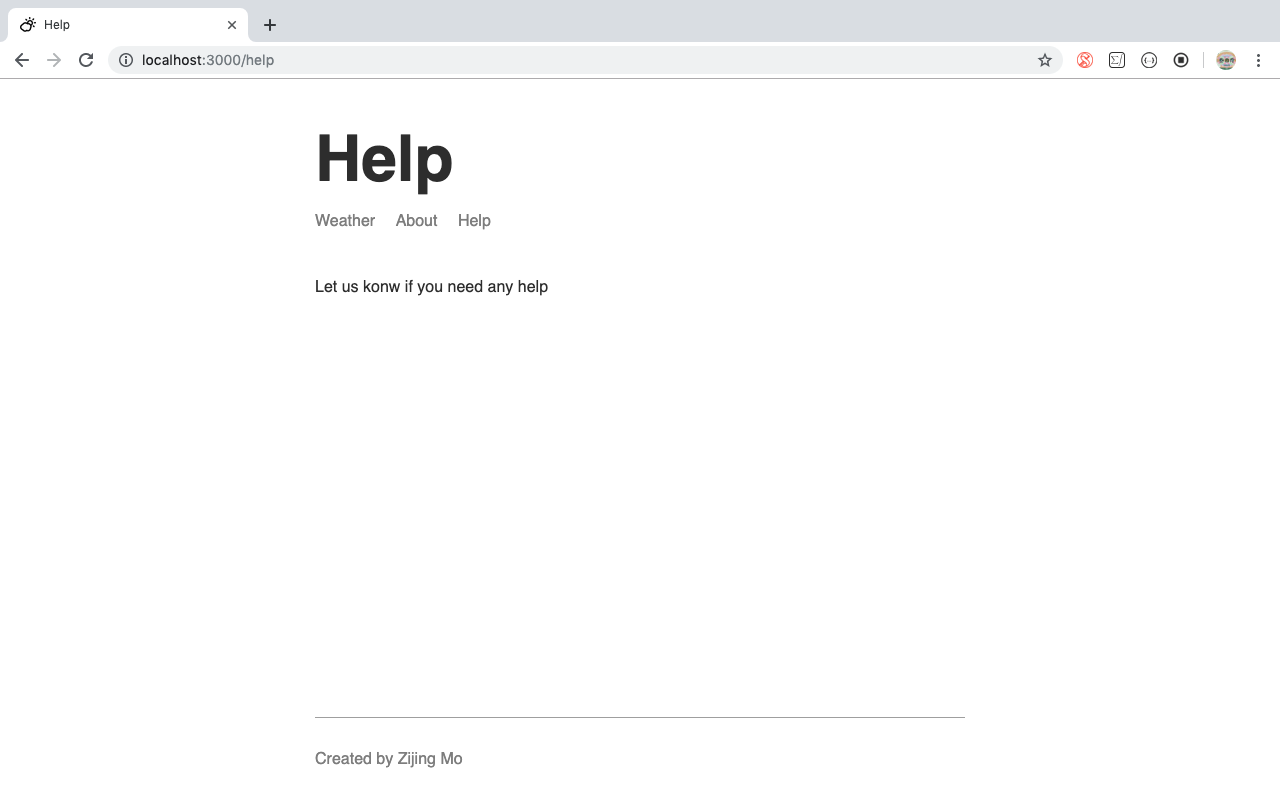 Help
localhost:3000/help
Help
Weather About Help
Let us konw if you need any help
Created by Zijing Mo